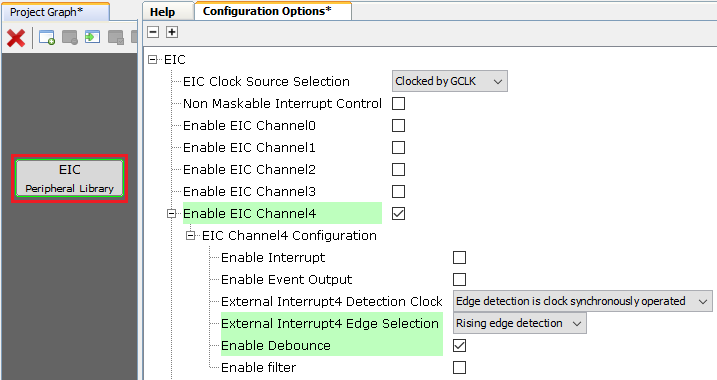 Project Graph*
Help
Configuration Options*
EIC
EIC Clock Source Selection Clocked by GCLK
Non Maskable Interrupt Control
Enable EIC Channel0
Enable EIC Channel1
EIC
Peripheral Library
Enable EIC Channel2
Enable EIC Channel3
Enable EIC Channel4
EIC Channel4 Configuration
Enable Interrupt
Enable Event Output
External Interrupt4 Detection Clock Edge detection is clock synchronously operated
External Interrupt4 Edge Selection Rising edge detection
Enable Debounce
Enable filter